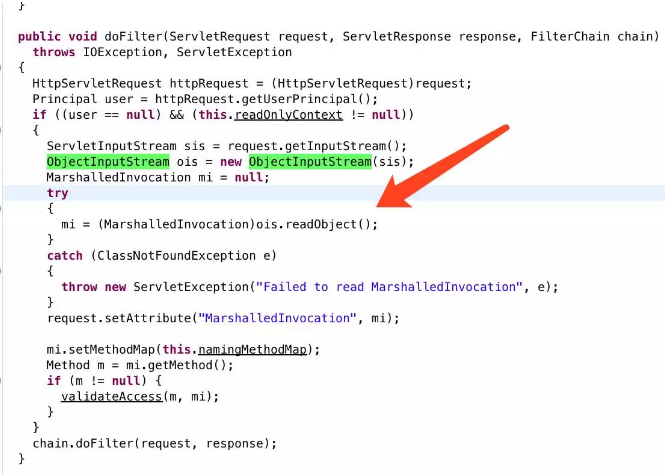 }
public void doFilter(ServletRequest request, ServletResponse response, FilterChain chain)
throws IOException, ServletException
{
HttpServletRequest httpRequest = (HttpServletRequest)request;
Principal user = httpRequest.getUserPrincipal();
if ((user == null) && (this.readOnlyContext != null))
{
ServletInputStream sis = request.getInputStream();
ObjectInputStream ois = new ObjectInputStream(sis);
MarshalledInvocation mi = null;
try
{
mi = (MarshalledInvocation)ois.readObject();
}
catch (ClassNotFoundException e)
{
throw new ServletException("Failed to read MarshalledInvocation", e);
}
request.setAttribute("MarshalledInvocation", mi);
mi.setMethodMap(this.namingMethodMap);
Method m = mi.getMethod();
if (m != null) {
validateAccess(m, mi);
}
}
chain.doFilter(request, response);
}